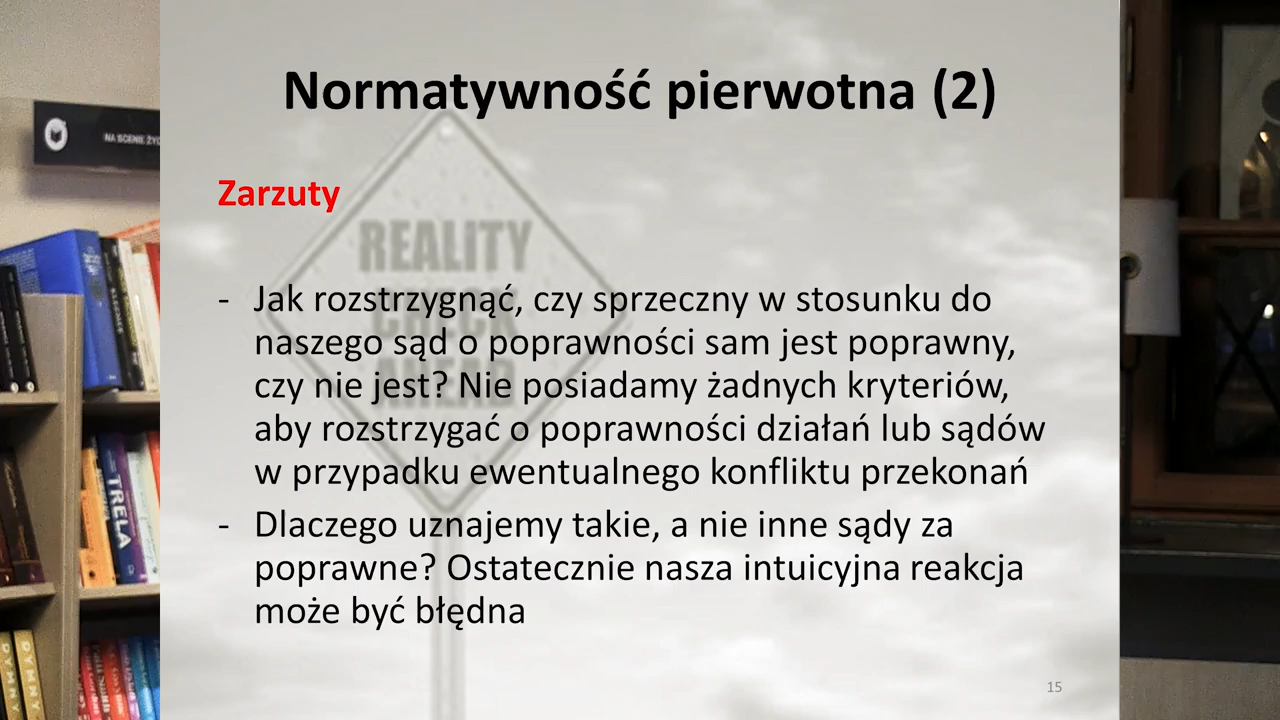 Normatywność pierwotna (2)
Zarzuty
- Jak rozstrzygnąć, czy sprzeczny w stosunku do
naszego sąd o poprawności sam jest poprawny,
czy nie jest? Nie posiadamy żadnych kryteriów,
aby rozstrzygać o poprawności działań lub sądów
w przypadku ewentualnego konfliktu przekonań
- Dlaczego uznajemy takie, a nie inne sądy za
poprawne? Ostatecznie nasza intuicyjna reakcja
może być błędna
15
REALITY
CHECK
AHEAD
NA SCENIE
TRELA